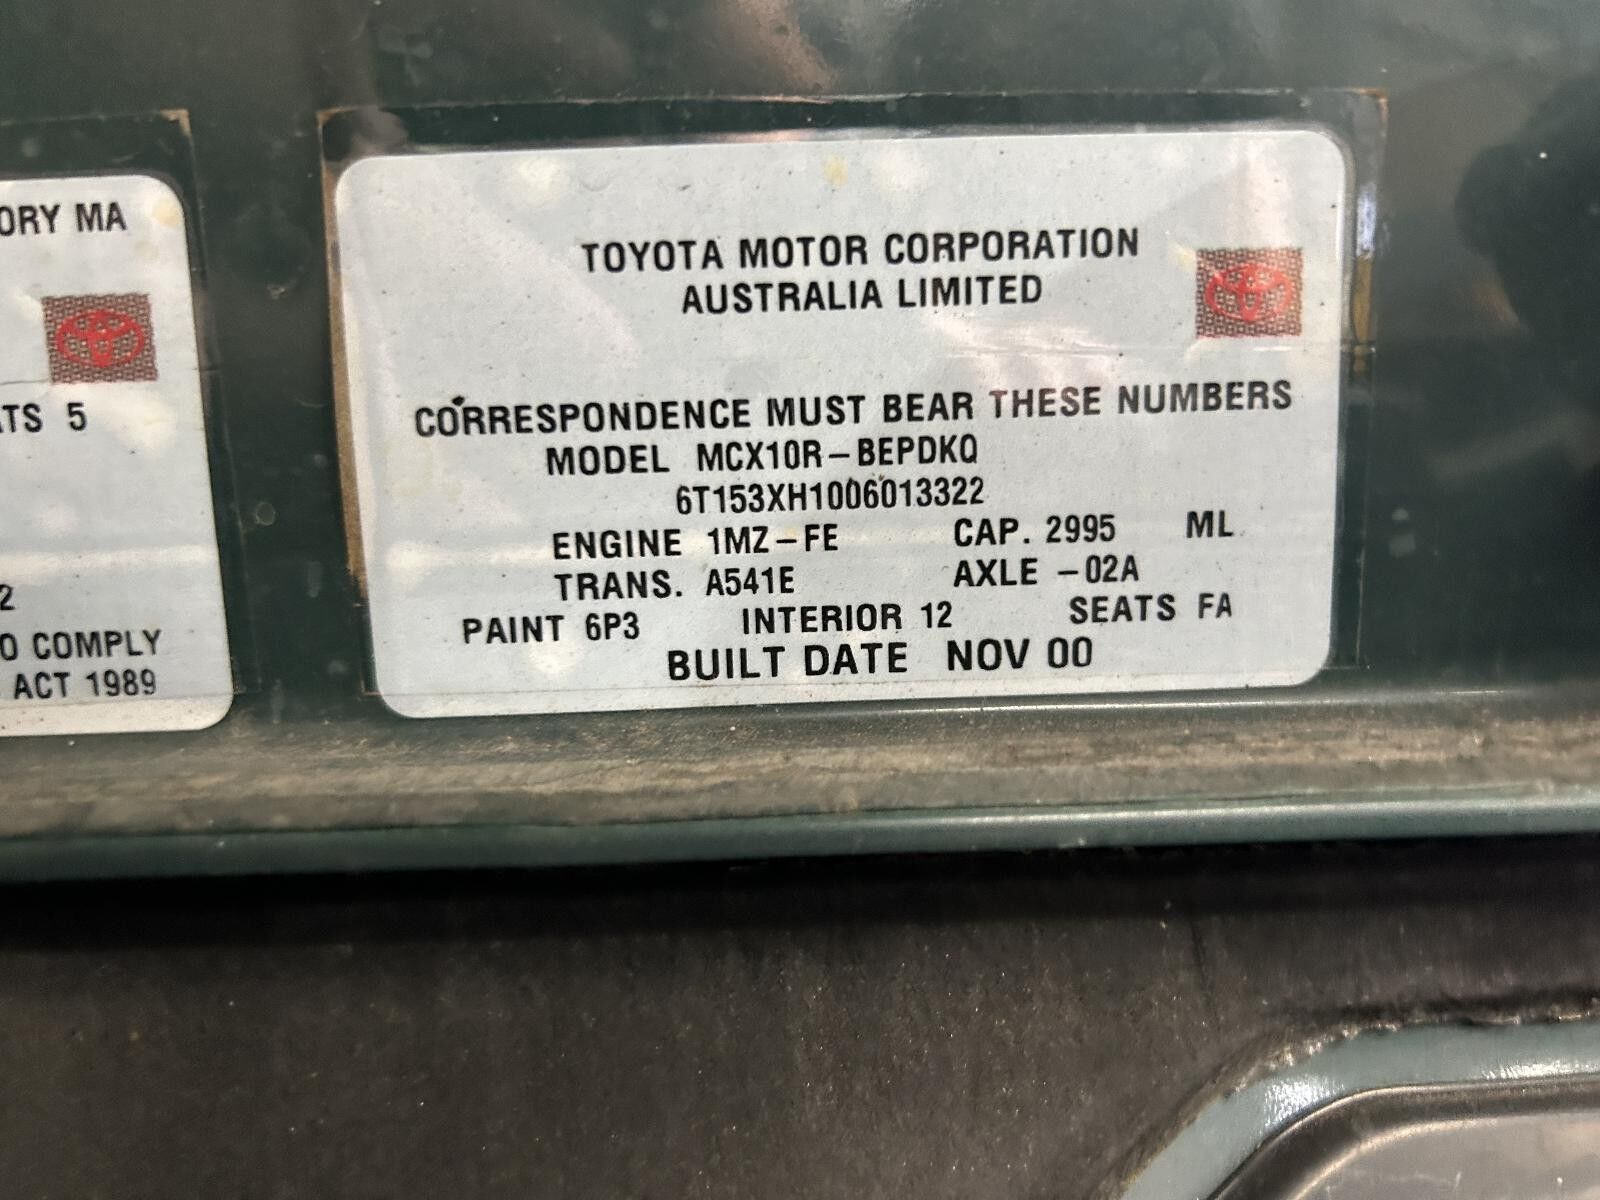 ORY MA
TS 5
2
O COMPLY
ACT 1989
TOYOTA MOTOR CORPORATION
AUSTRALIA LIMITED
CORRESPONDENCE MUST BEAR THESE NUMBERS
MODEL MCX10R-BEPDKQ
6T153XH1006013322
ENGINE 1MZ-FE CAP. 2995 ML
TRANS. A541E AXLE -02A
PAINT 6P3 INTERIOR 12 SEATS FA
BUILT DATE NOV 00